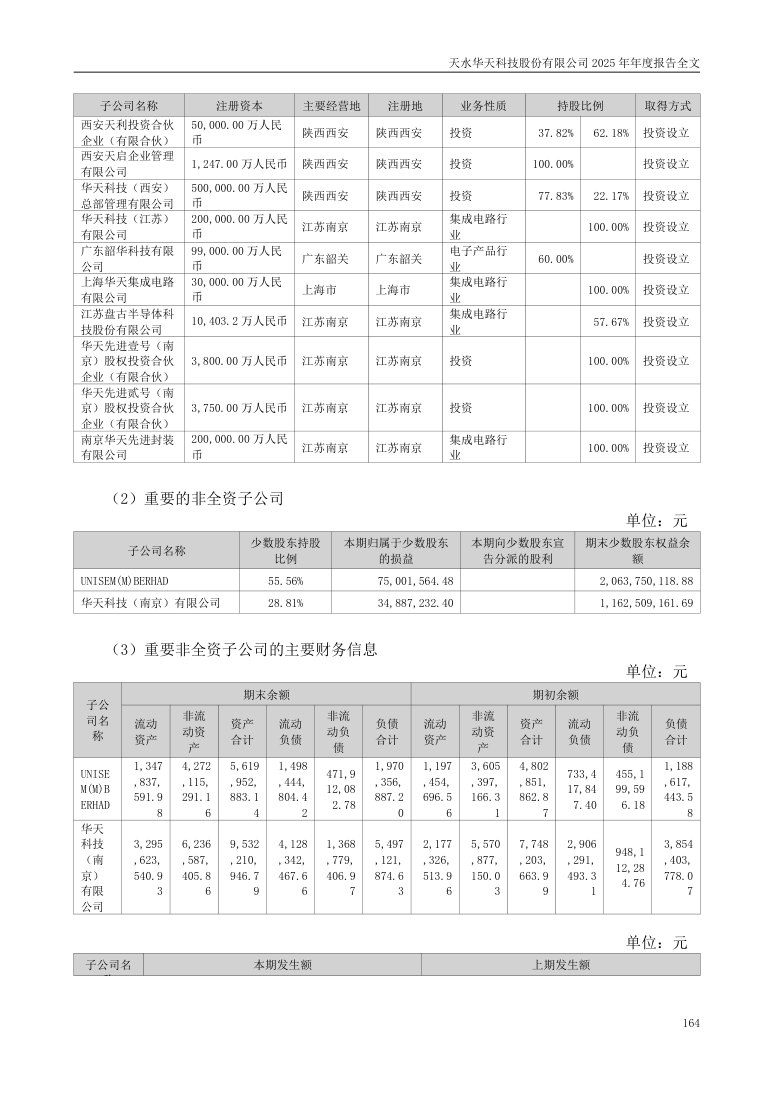 天水华天科技股份有限公司 2025 年年度报告全文
子公司名称 注册资本 主要经营地 注册地 业务性质 持股比例 取得方式
西安天利投资合伙企业（有限合伙） 50,000.00 万人民币 陕西西安 陕西西安 投资 37.82% 62.18% 投资设立
西安天启企业管理有限公司 1,247.00 万人民币 陕西西安 陕西西安 投资 100.00% 投资设立
华天科技（西安）总部管理有限公司 500,000.00 万人民币 陕西西安 陕西西安 投资 77.83% 22.17% 投资设立
华天科技（江苏）有限公司 200,000.00 万人民币 江苏南京 江苏南京 集成电路行业 100.00% 投资设立
广东韶华科技有限公司 99,000.00 万人民币 广东韶关 广东韶关 电子产品行业 60.00% 投资设立
上海华天集成电路有限公司 30,000.00 万人民币 上海市 上海市 集成电路行业 100.00% 投资设立
江苏盘古半导体科技股份有限公司 10,403.2 万人民币 江苏南京 江苏南京 集成电路行业 57.67% 投资设立
华天先进壹号（南京）股权投资合伙企业（有限合伙） 3,800.00 万人民币 江苏南京 江苏南京 投资 100.00% 投资设立
华天先进贰号（南京）股权投资合伙企业（有限合伙） 3,750.00 万人民币 江苏南京 江苏南京 投资 100.00% 投资设立
南京华天先进封装有限公司 200,000.00 万人民币 江苏南京 江苏南京 集成电路行业 100.00% 投资设立
（2）重要的非全资子公司
单位：元
子公司名称 少数股东持股比例 本期归属于少数股东的损益 本期向少数股东宣告分派的股利 期末少数股东权益余额
UNISEM(M)BERHAD 55.56% 75,001,564.48 2,063,750,118.88
华天科技（南京）有限公司 28.81% 34,887,232.40 1,162,509,161.69
（3）重要非全资子公司的主要财务信息
单位：元
子公司名称 期末余额 期初余额
流动资产 非流动资产 资产合计 流动负债 非流动负债 负债合计 流动资产 非流动资产 资产合计 流动负债 非流动负债 负债合计
UNISEM(M)BERHAD 1,347,837,591.98 4,272,115,291.16 5,619,952,883.14 1,498,444,804.42 471,912,082.78 1,970,356,887.20 1,197,454,696.56 3,605,397,166.31 4,802,851,862.87 733,417,847.40 455,199,596.18 1,188,617,443.58
华天科技（南京）有限公司 3,295,623,540.93 6,236,587,405.86 9,532,210,946.79 4,128,342,467.66 1,368,779,406.97 5,497,121,874.63 2,177,326,513.96 5,570,877,150.03 7,748,203,663.99 2,906,291,493.31 948,112,284.76 3,854,403,778.07
单位：元
子公司名 本期发生额 上期发生额
164